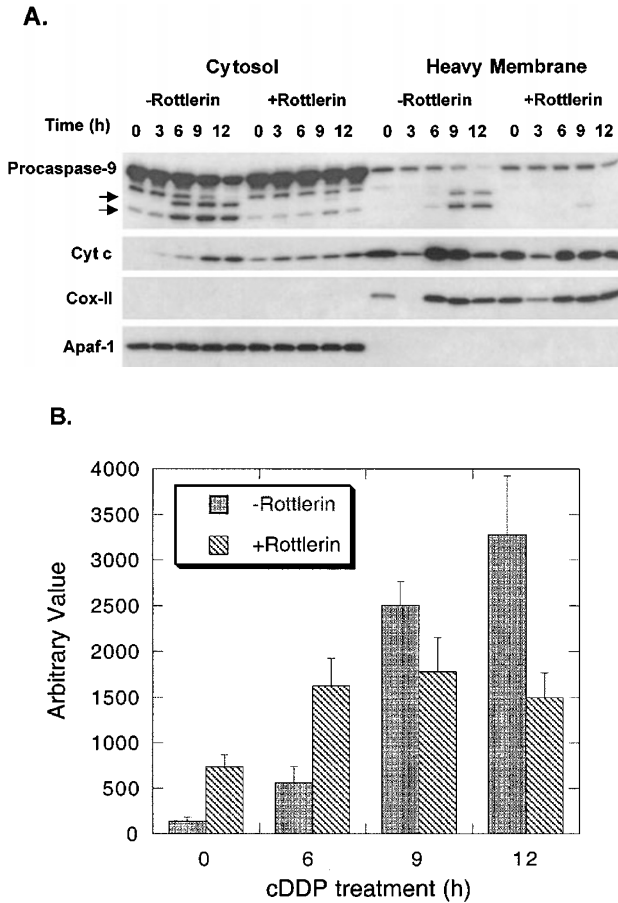 A.
Cytosol Heavy Membrane
-Rottlerin +Rottlerin -Rottlerin +Rottlerin
Time (h) 0 3 6 9 12 0 3 6 9 12 0 3 6 9 12 0 3 6 9 12
Procaspase-9
Cyt c
Cox-II
Apaf-1
B.
4000
3500
3000
2500
2000
1500
1000
500
0
Arbitrary Value
-Rottlerin
+Rottlerin
0 6 9 12
cDDP treatment (h)